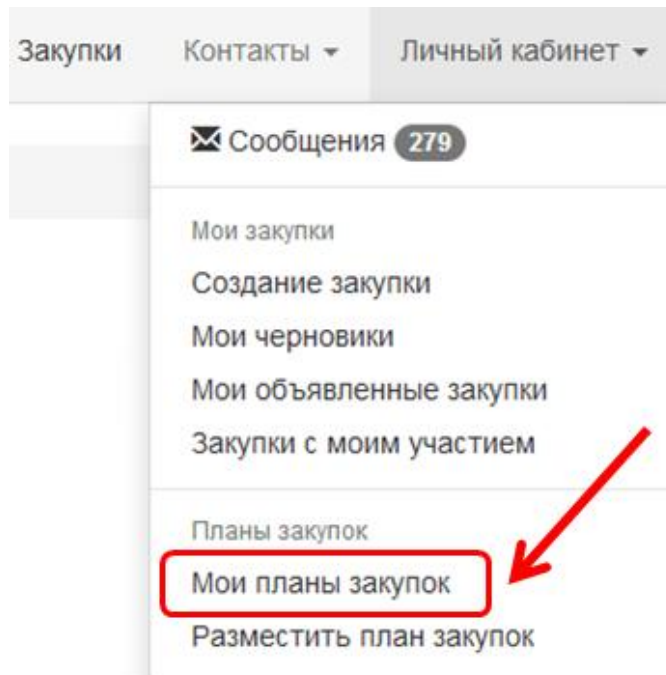 Закупки Контакты Личный кабинет
Сообщения 279
Мои закупки
Создание закупки
Мои черновики
Мои объявленные закупки
Закупки с моим участием
Планы закупок
Мои планы закупок
Разместить план закупок